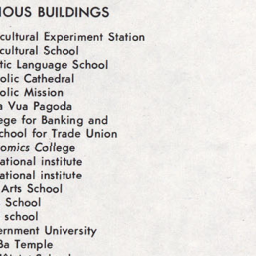 IOUS BUILDINGS
cultural Experiment Station
cultural School
tic Language School
olic Cathedral
olic Mission
a Vua Pagoda
ege for Banking and
chool for Trade Union
omics College
ational institute
ational institute
Arts School
School
school
ernment University
Ba Temple